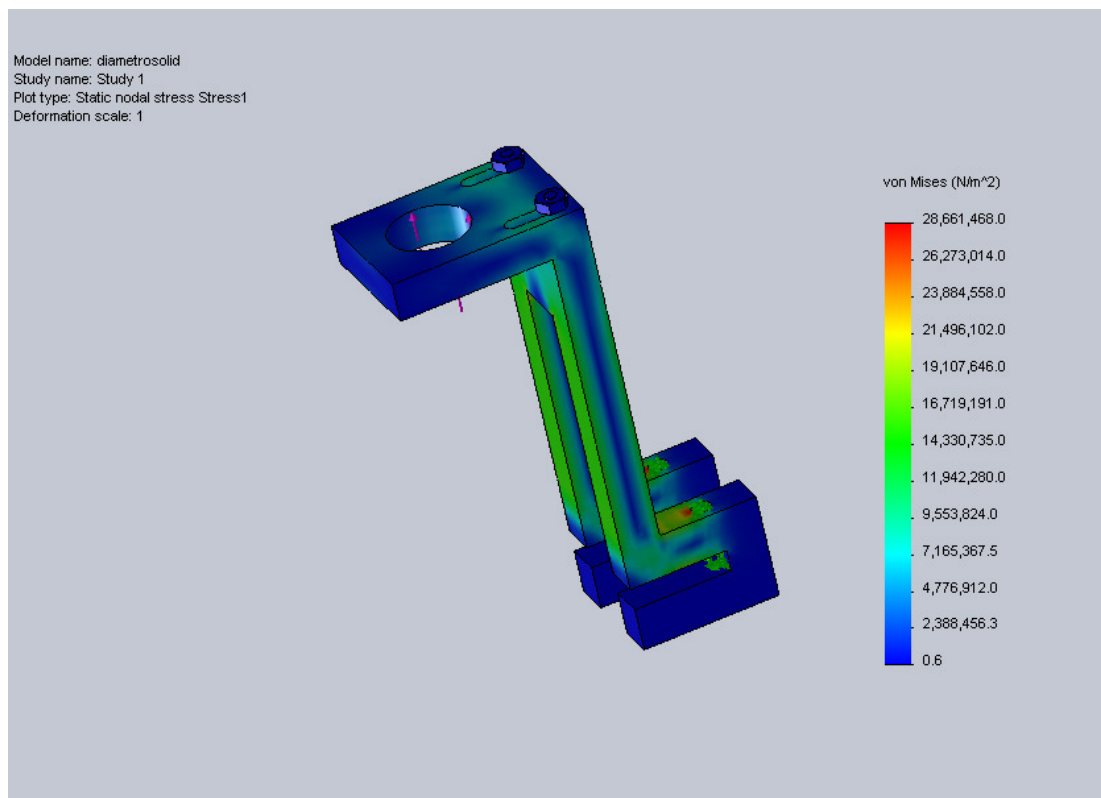 Model name: diametrosolid
Study name: Study 1
Plot type: Static nodal stress Stress1
Deformation scale: 1
von Mises (N/m^2)
28,661,468.0
26,273,014.0
23,884,558.0
21,496,102.0
19,107,646.0
16,719,191.0
14,330,735.0
11,942,280.0
9,553,824.0
7,165,367.5
4,776,912.0
2,388,456.3
0.6